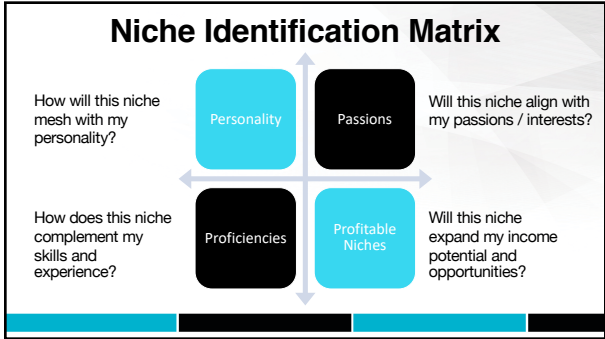 Niche Identification Matrix
How will this niche
mesh with my
personality?
Personality
Passions
Will this niche align with
my passions / interests?
How does this niche
complement my
skills and
experience?
Proficiencies
Profitable
Niches
Will this niche
expand my income
potential and
opportunities?